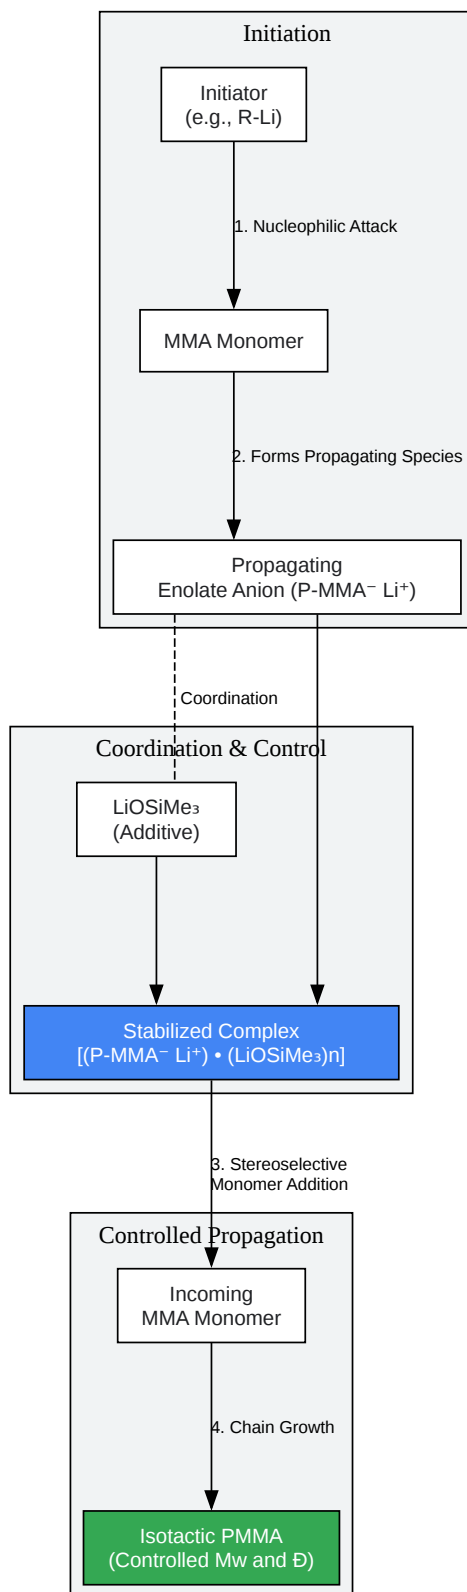 Initiation
Initiator
(e.g., R-Li)
1. Nucleophilic Attack
MMA Monomer
2. Forms Propagating Species
Propagating
Enolate Anion (P-MMA⁻ Li⁺)
Coordination
Coordination & Control
LiOSiMe₃
(Additive)
Stabilized Complex
[(P-MMA⁻ Li⁺) • (LiOSiMe₃)n]
3. Stereoselective
Monomer Addition
Controlled Propagation
Incoming
MMA Monomer
4. Chain Growth
Isotactic PMMA
(Controlled Mw and Đ)